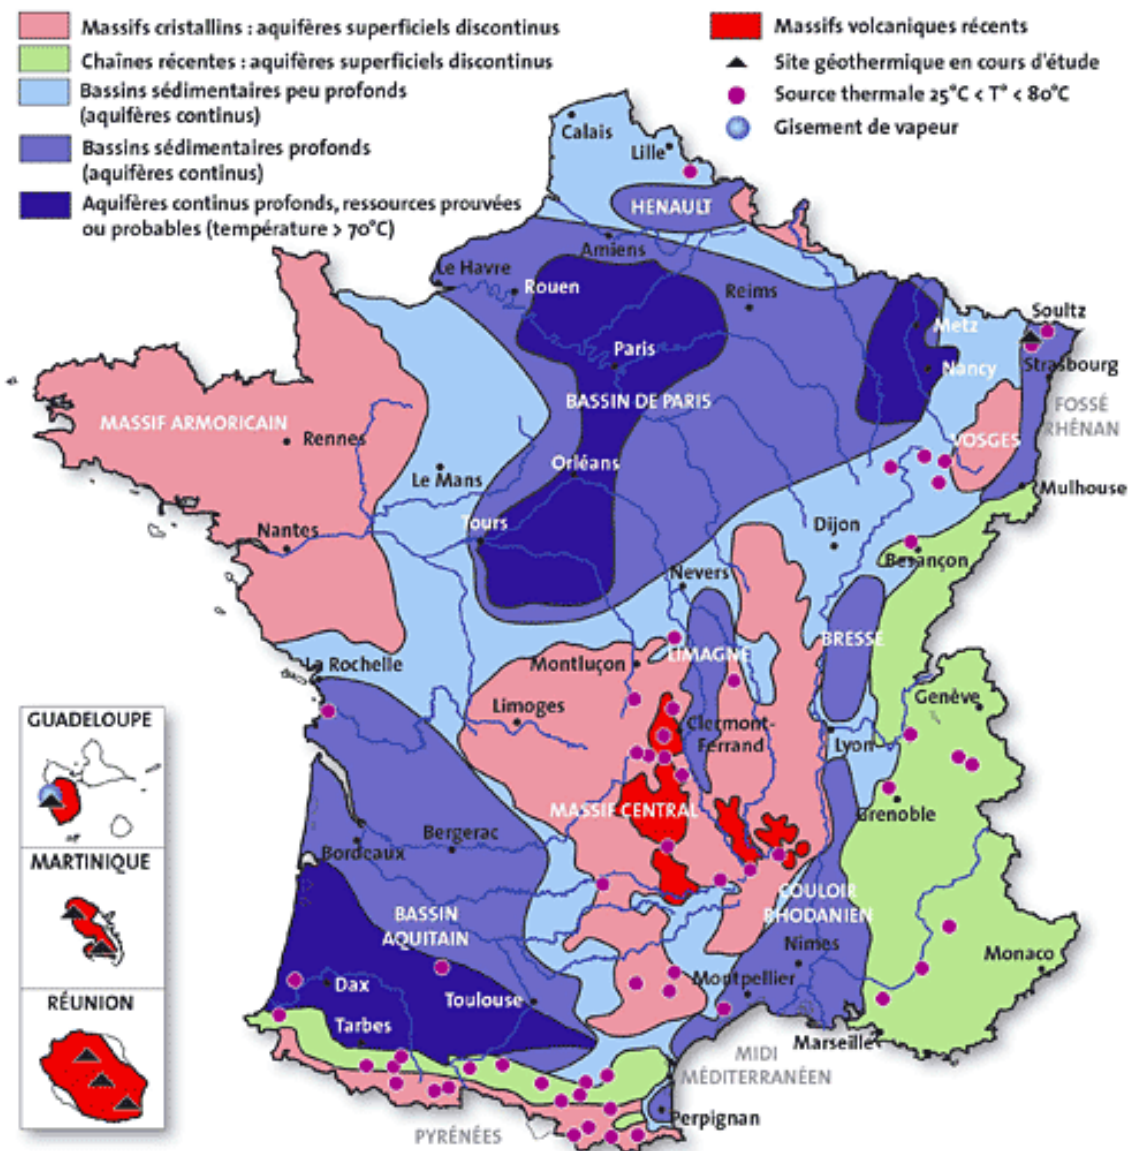 Massifs cristallins : aquifères superficiels discontinus
Chaînes récentes : aquifères superficiels discontinus
Bassins sédimentaires peu profonds
(aquifères continus)
Bassins sédimentaires profonds
(aquifères continus)
Aquifères continus profonds, ressources prouvées
ou probables (température > 70°C)
Massifs volcaniques récents
Site géothermique en cours d'étude
Source thermale 25°C < T° < 80°C
Gisement de vapeur
Calais
Lille
HENAULT
Amiens
Le Havre
Rouen
Reims
Metz
Soultz
Paris
Nancy
Strasbourg
BASSIN DE PARIS
FOSSÉ
RHÉNAN
MASSIF ARMORICAIN
Rennes
VOSGES
Orléans
Le Mans
Mulhouse
Nantes
Tours
Dijon
Besançon
Nevers
BRESSE
LIMAGNE
La Rochelle
Montluçon
Genève
Limoges
Clermont-
Ferrand
Lyon
GUADELOUPE
MASSIF CENTRAL
Grenoble
Bergerac
Bordeaux
MARTINIQUE
COULOIR
RHODANIEN
BASSIN
AQUITAIN
Nîmes
Monaco
Montpellier
Dax
Toulouse
RÉUNION
Tarbes
Marseille
MIDI
MÉDITERRANÉEN
Perpignan
PYRÉNÉES